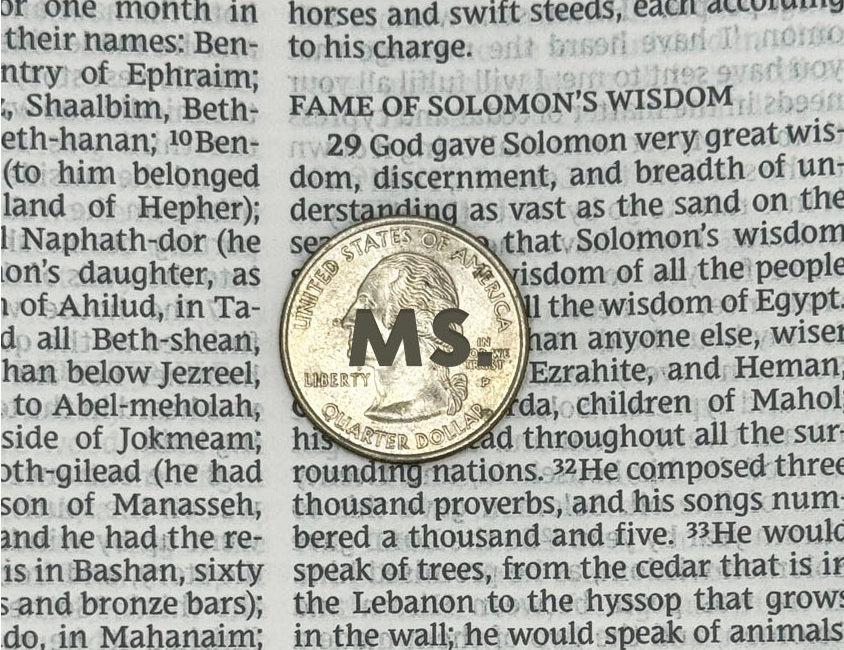 or one month in
their names: Ben-
ntry of Ephraim;
, Shaalbim, Beth-
eth-hanan; ¹⁰Ben-
(to him belonged
land of Hepher);
Naphath-dor (he
on's daughter, as
of Ahilud, in Ta-
d all Beth-shean,
han below Jezreel,
to Abel-meholah,
side of Jokmeam;
oth-gilead (he had
son of Manasseh,
and he had the re-
is in Bashan, sixty
s and bronze bars);
do, in Mahanaim;
horses and swift steeds, each according
to his charge.
FAME OF SOLOMON'S WISDOM
29 God gave Solomon very great wis-
dom, discernment, and breadth of un-
derstanding as vast as the sand on the
that Solomon's wisdom
wisdom of all the people
ll the wisdom of Egypt.
han anyone else, wiser
Ezrahite, and Heman,
rda, children of Mahol;
his ad throughout all the sur-
rounding nations. ³²He composed three
thousand proverbs, and his songs num-
bered a thousand and five. ³³He would
speak of trees, from the cedar that is in
the Lebanon to the hyssop that grows
in the wall; he would speak of animals
UNITED STATES OF AMERICA
MS.
LIBERTY
IN
WE
TRUST
P
QUARTER DOLLAR